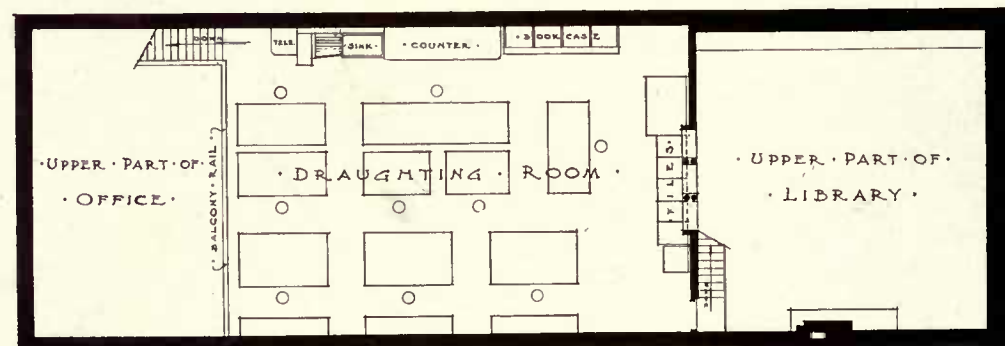 DOWN
TELE.
· SINK ·
· COUNTER ·
· BOOK CASE ·
· UPPER · PART · OF ·
· OFFICE ·
· BALCONY · RAIL ·
· DRAUGHTING · ROOM ·
· FILES ·
DOWN
· UPPER · PART · OF ·
· LIBRARY ·